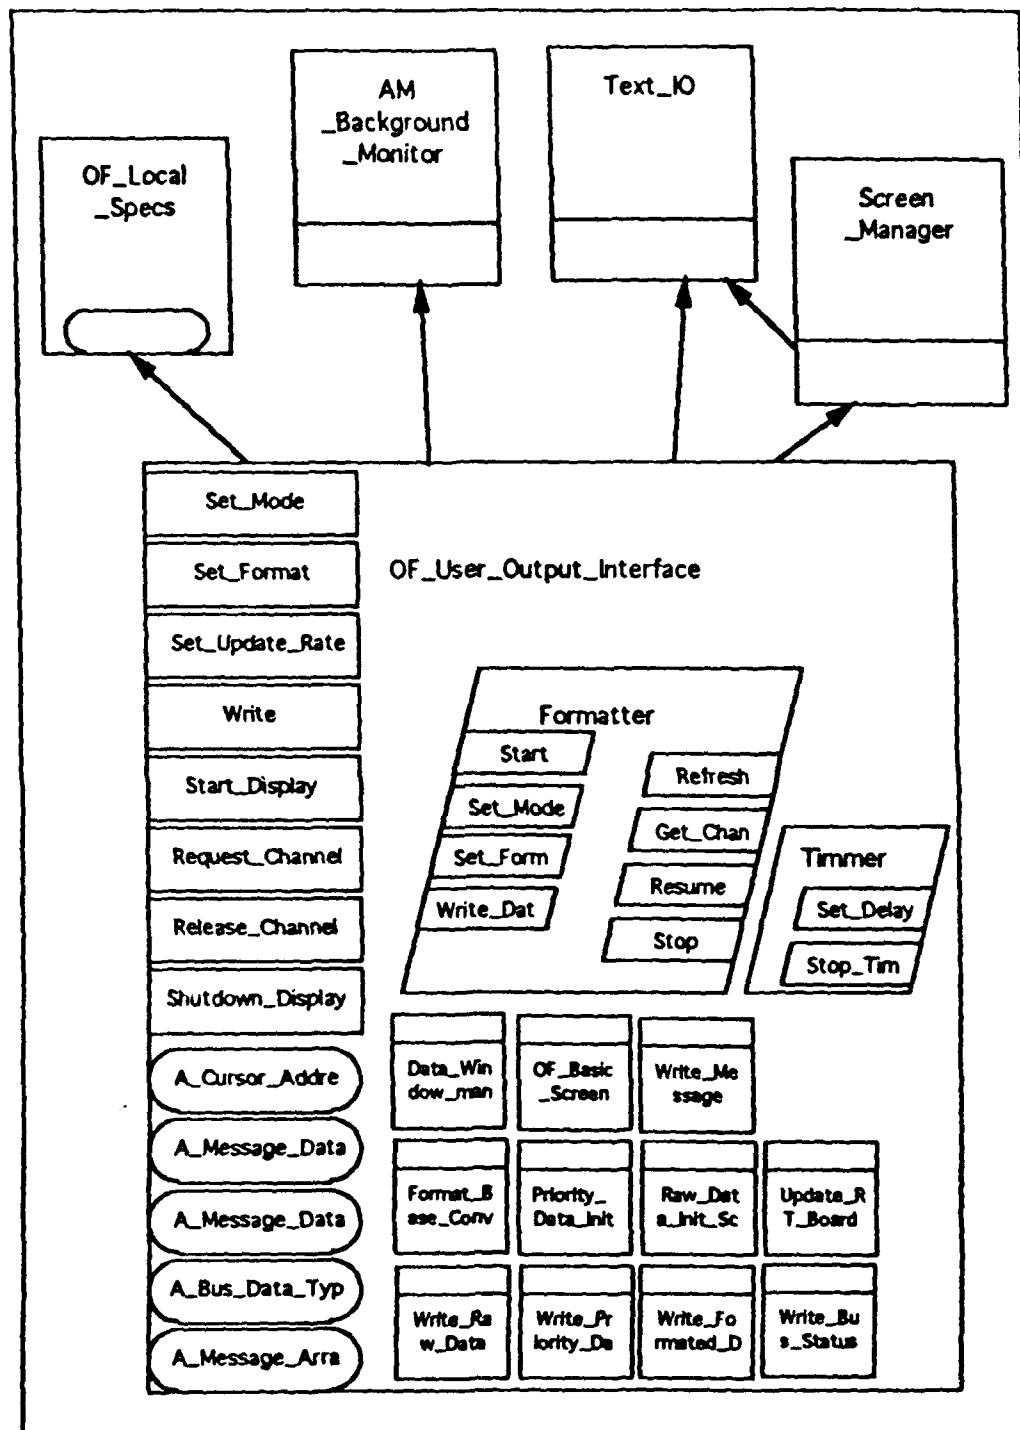 AM
_Background
_Monitor
Text_IO
OF_Local
_Specs
Screen
_Manager
Set_Mode
Set_Format
Set_Update_Rate
Write
Start_Display
Request_Channel
Release_Channel
Shutdown_Display
A_Cursor_Addre
A_Message_Data
A_Message_Data
A_Bus_Data_Typ
A_Message_Arra
OF_User_Output_Interface
Formatter
Start
Set_Mode
Set_Form
Write_Dat
Refresh
Get_Chan
Resume
Stop
Timmer
Set_Delay
Stop_Tim
Data_Win
dow_man
OF_Basic
_Screen
Write_Me
ssage
Format_B
ase_Conv
Priority_
Data_Init
Raw_Dat
a_Init_Sc
Update_R
T_Board
Write_Ra
w_Data
Write_Pr
iority_Da
Write_Fo
rmated_D
Write_Bu
s_Status